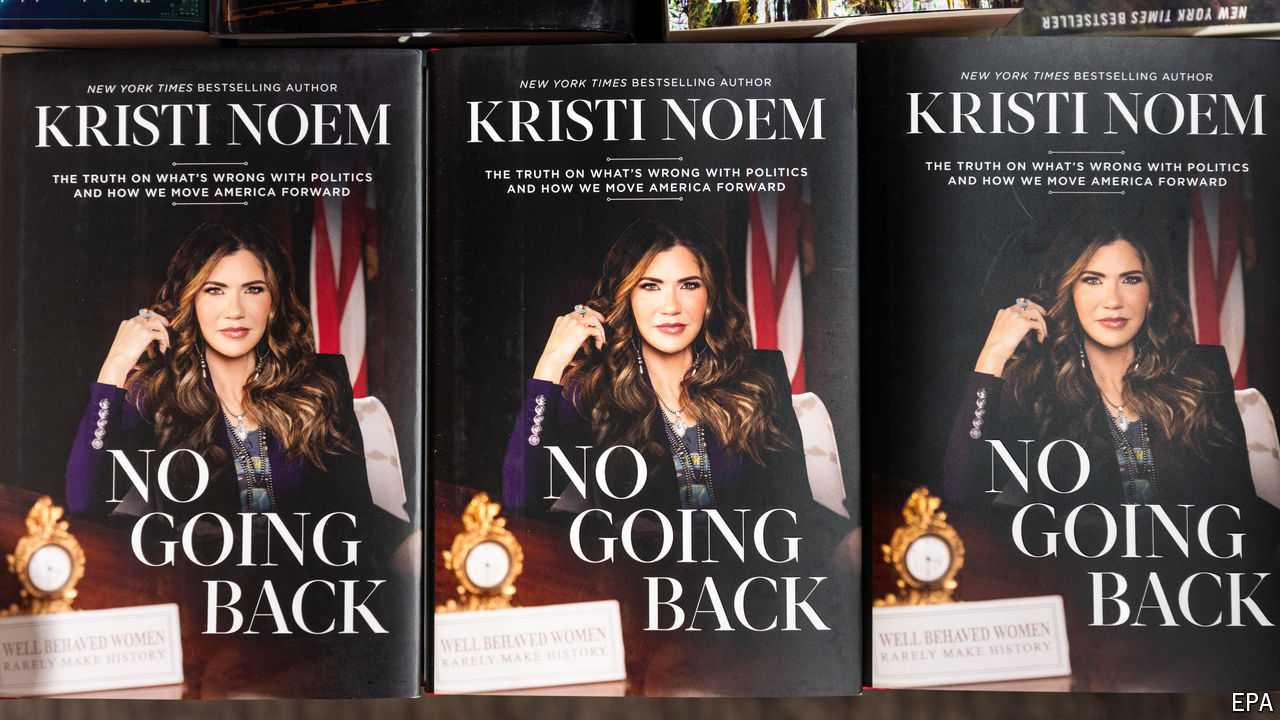 NEW YORK TIMES BESTSELLER
NEW YORK TIMES BESTSELLING AUTHOR
KRISTI NOEM
THE TRUTH ON WHAT'S WRONG WITH POLITICS
AND HOW WE MOVE AMERICA FORWARD
NO
GOING
BACK
WELL BEHAVED WOMEN
RARELY MAKE HISTORY.
NEW YORK TIMES BESTSELLING AUTHOR
KRISTI NOEM
THE TRUTH ON WHAT'S WRONG WITH POLITICS
AND HOW WE MOVE AMERICA FORWARD
NO
GOING
BACK
WELL BEHAVED WOMEN
RARELY MAKE HISTORY.
NEW YORK TIMES BESTSELLING AUTHOR
KRISTI NOEM
THE TRUTH ON WHAT'S WRONG WITH POLITICS
AND HOW WE MOVE AMERICA FORWARD
NO
GOING
BACK
WELL BEHAVED WOMEN
RARELY MAKE HISTORY.
EPA